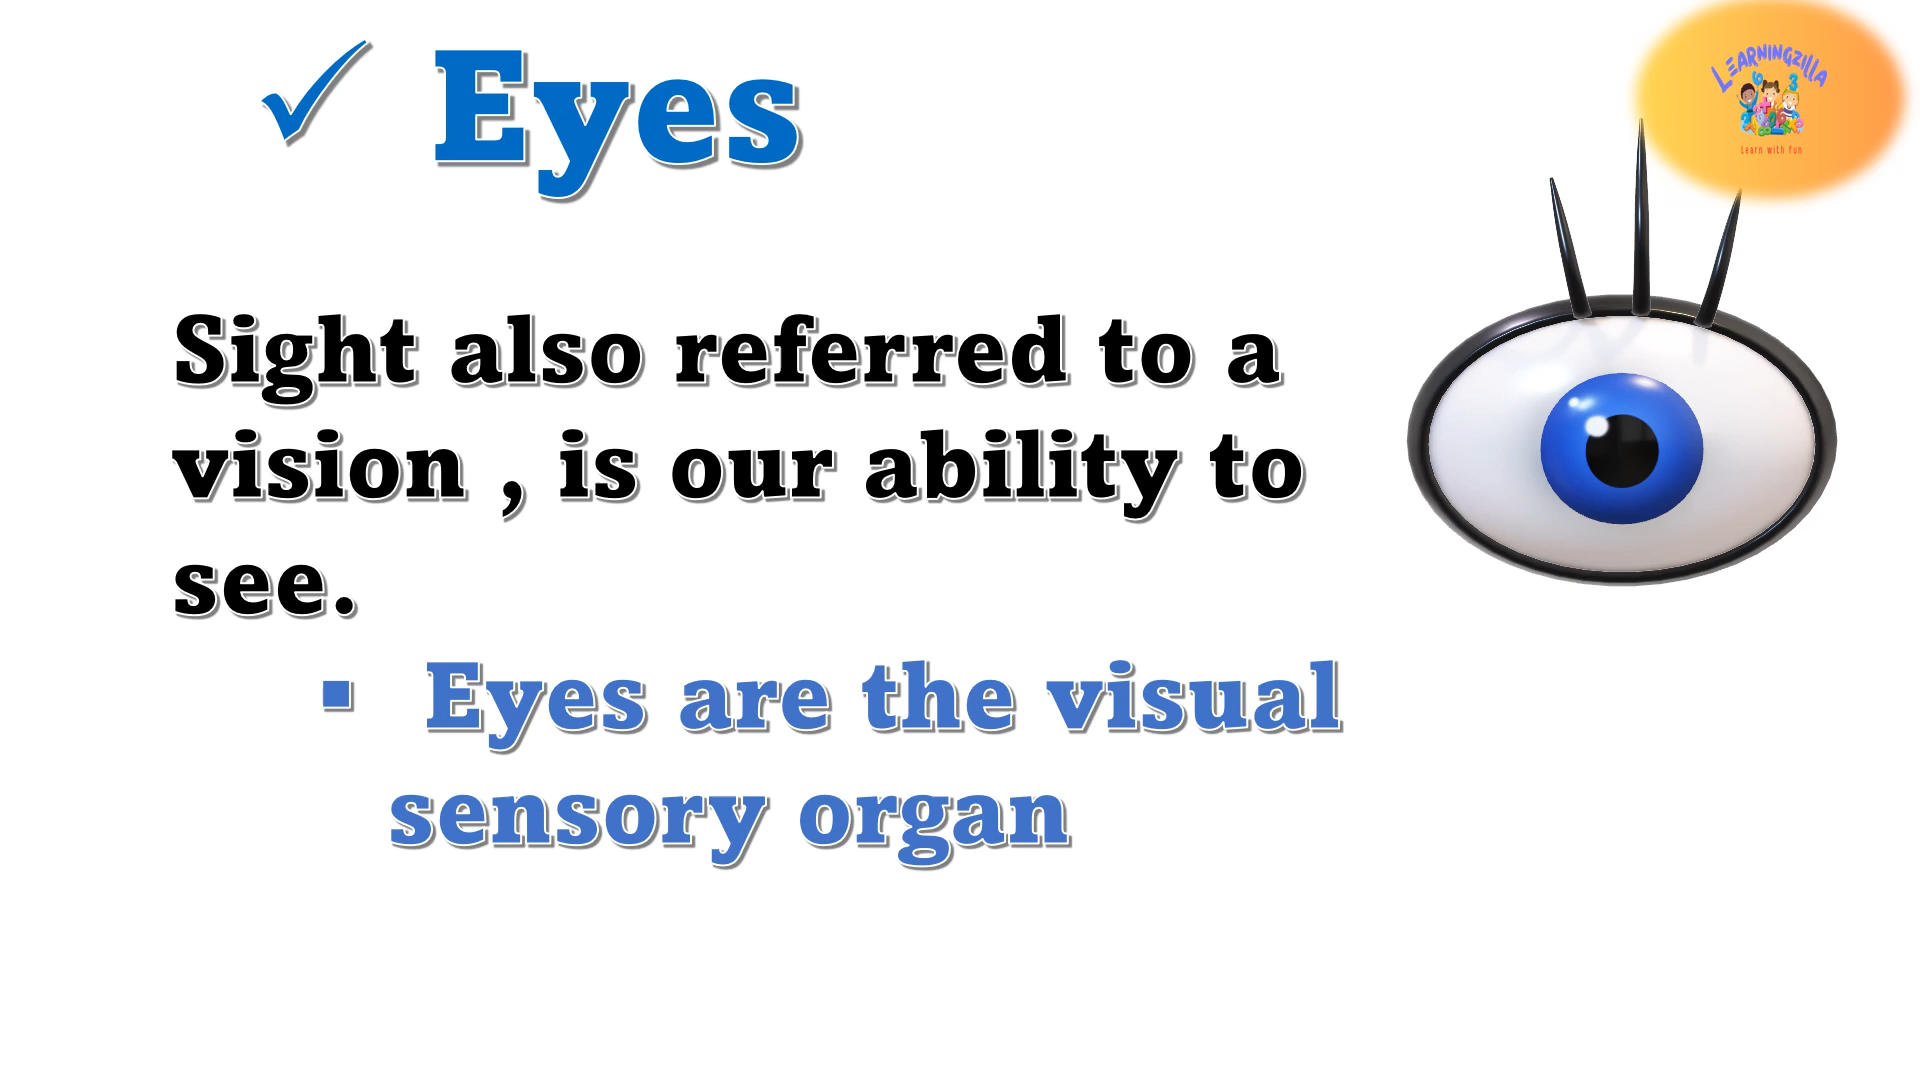 ✓ Eyes
LEARNINGZILLA
Learn with fun
Sight also referred to a
vision , is our ability to
see.
▪ Eyes are the visual
sensory organ